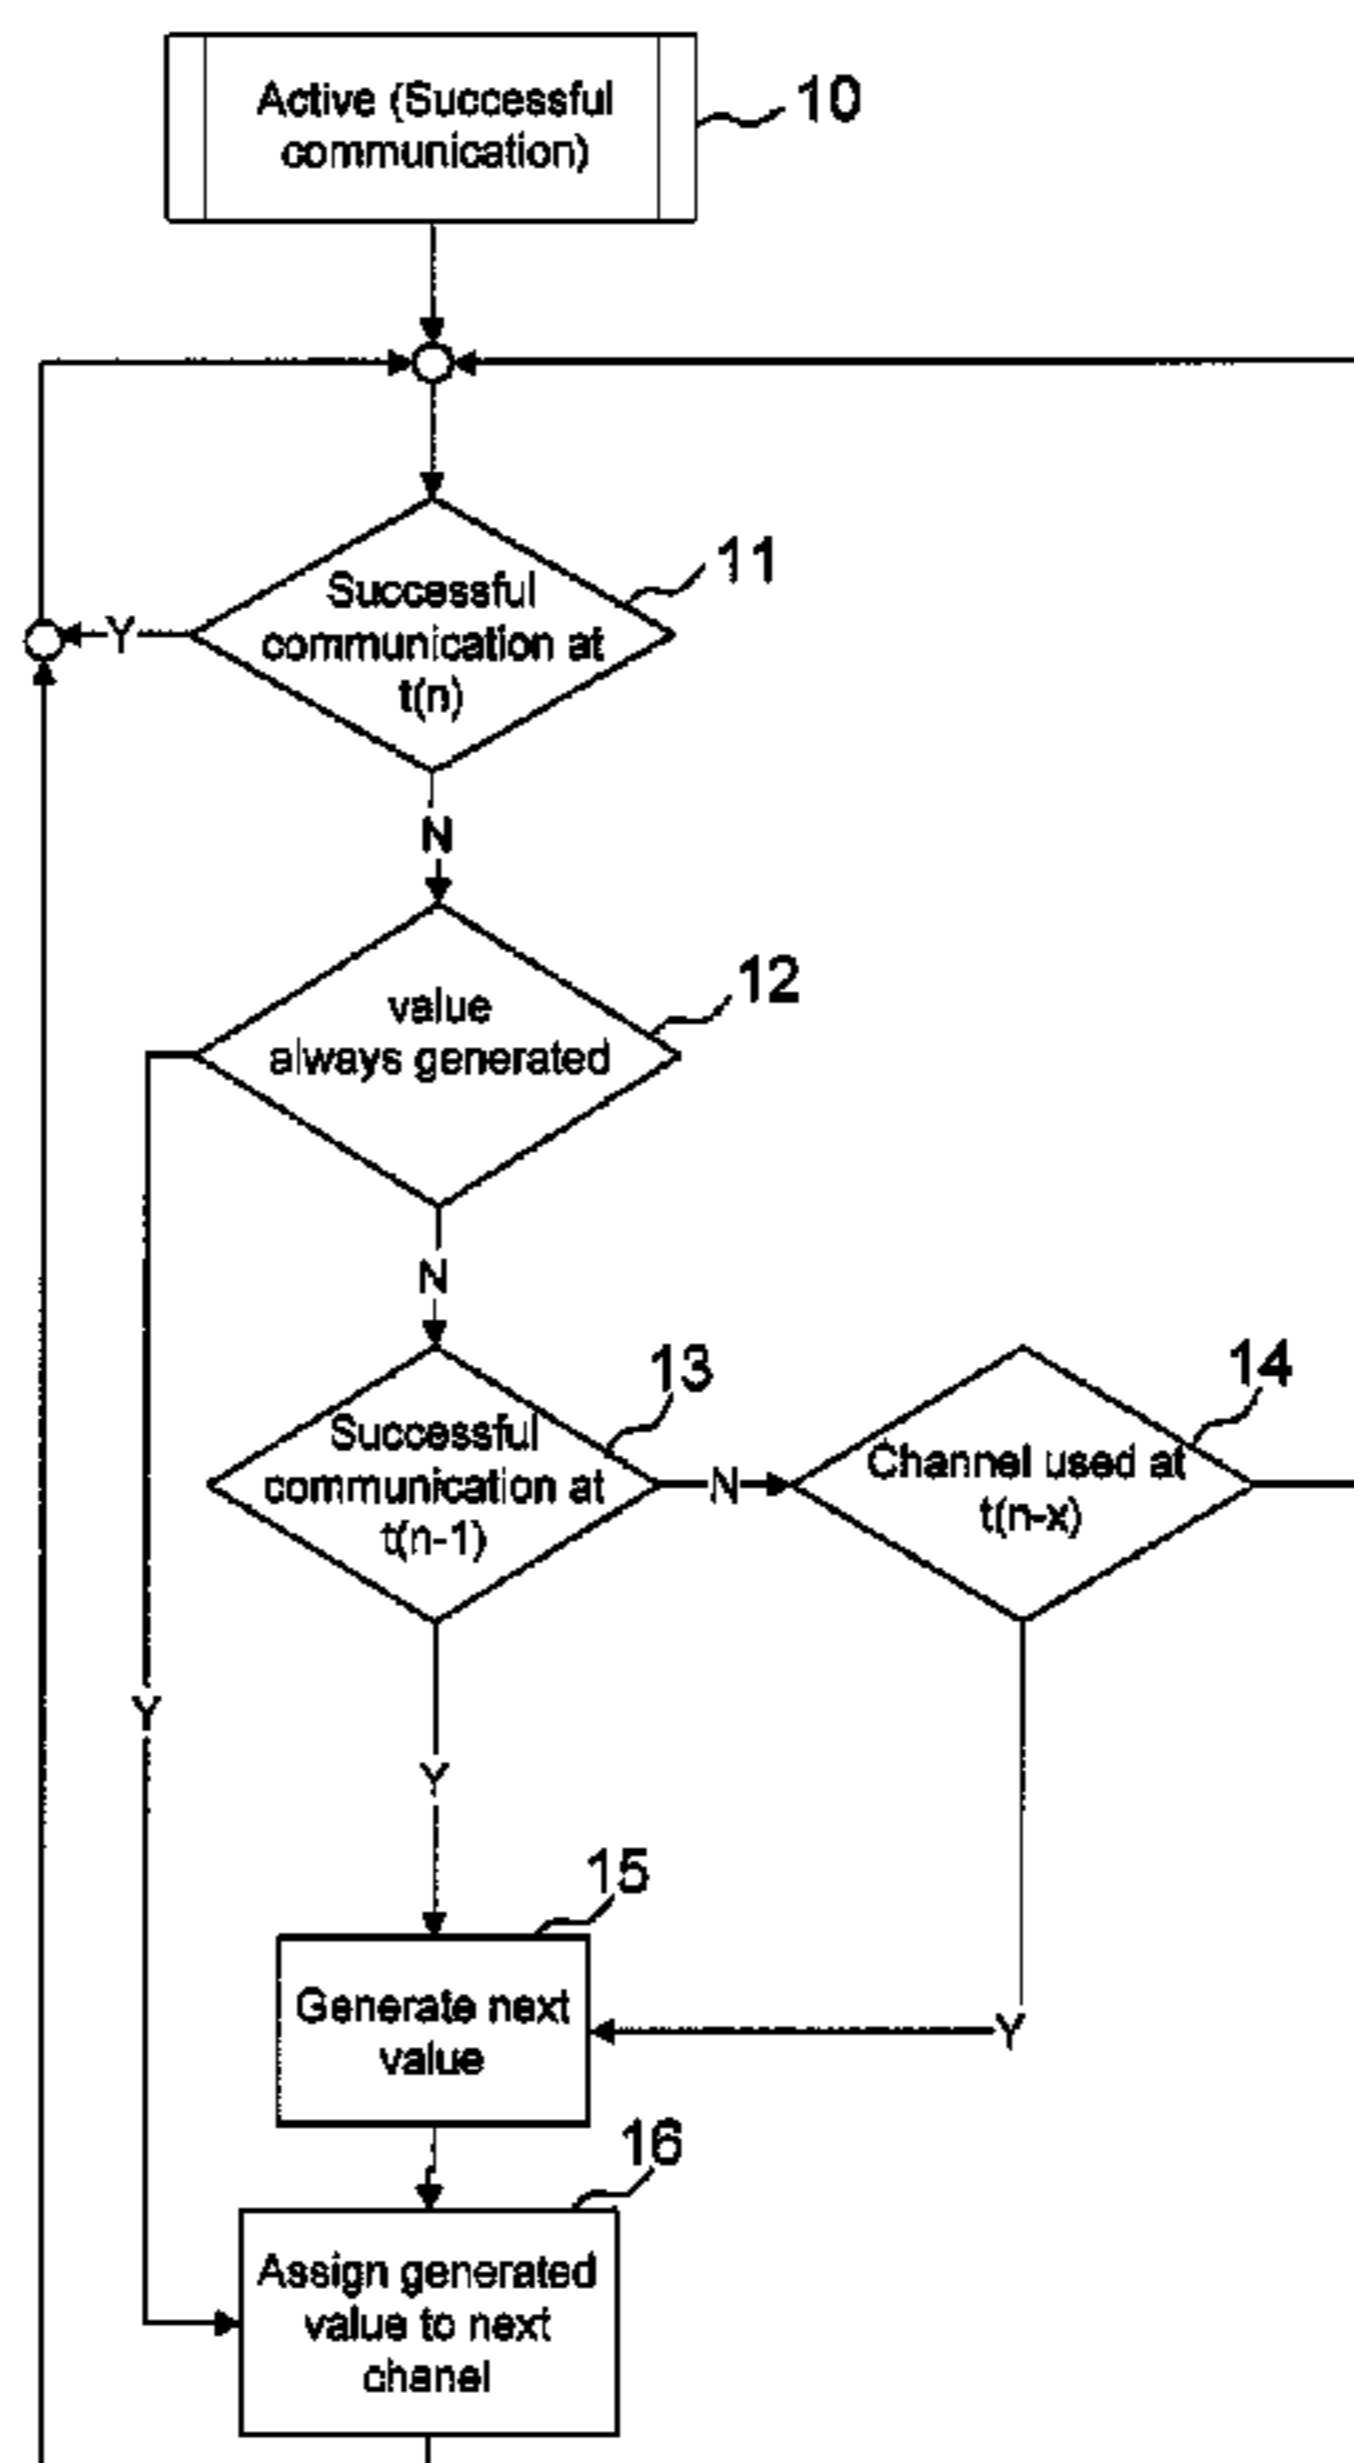 Active (Successful
communication)
10
11
Successful
communication at
t(n)
Y
N
12
value
always generated
N
13
14
Successful
communication at
t(n-1)
N
Channel used at
t(n-x)
Y
Y
15
Generate next
value
Y
16
Assign generated
value to next
chanel